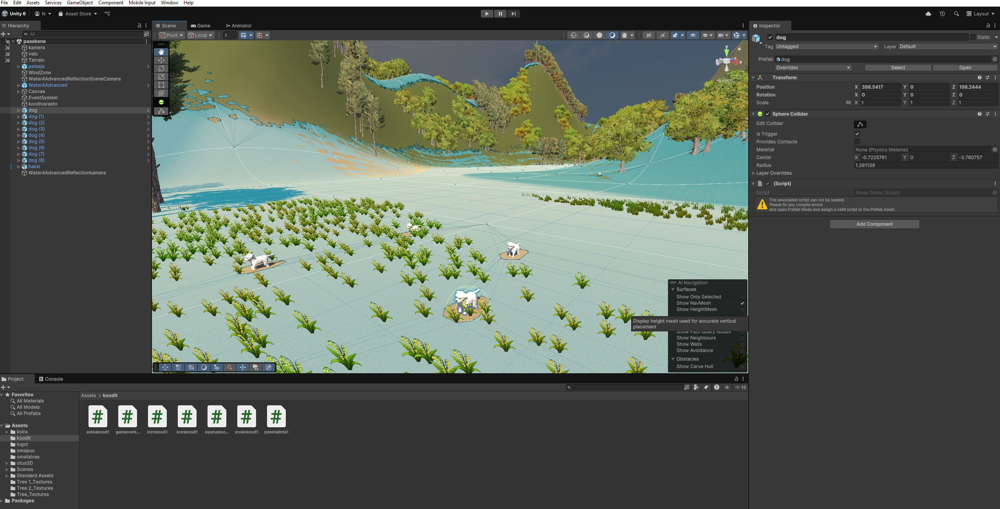 File Edit Assets Services GameObject Component Mobile Input Window Help
Unity 6 N Asset Store Layout
Hierarchy
All
paaskene
kamera
valo
Terrain
pelaaja
WindZone
Water4AdvancedReflectionSceneCamera
Water4Advanced
Canvas
EventSystem
koodivarasto
dog
dog (1)
dog (2)
dog (3)
dog (4)
dog (5)
dog (6)
dog (7)
dog (8)
hakki
Water4AdvancedReflectionkamera
Scene Game Animator
Pivot Local 1 2D
y
x
AI Navigation
Surfaces
Show Only Selected
Show NavMesh
Show HeightMesh
Display height mesh used for accurate vertical
placement
Show Path Query Nodes
Show Neighbours
Show Walls
Show Avoidance
Obstacles
Show Carve Hull
Inspector
dog Static
Tag Untagged Layer Default
Prefab dog
Overrides Select Open
Transform
Position X 396.5417 Y 0 Z 198.2444
Rotation X 0 Y 0 Z 0
Scale X 1 Y 1 Z 1
Sphere Collider
Edit Collider
Is Trigger
Provides Contacts
Material None (Physics Material)
Center X -0.7225761 Y 0 Z -3.760757
Radius 1.281139
Layer Overrides
(Script)
Script None (Mono Script)
The associated script can not be loaded.
Please fix any compile errors
and open Prefab Mode and assign a valid script to the Prefab Asset.
Add Component
Project Console
16
Favorites
All Materials
All Models
All Prefabs
Assets
koira
koodit
logot
omapuu
omataivas
otus3D
Scenes
Standard Assets
Tree 1_Textures
Tree 2_Textures
Tree_Textures
Packages
Assets > koodit
ankkakoodi1 gameoverk... introkoodi1 koirakoodi1 lopetuskoo... orvelokoodi1 pistehallinta1